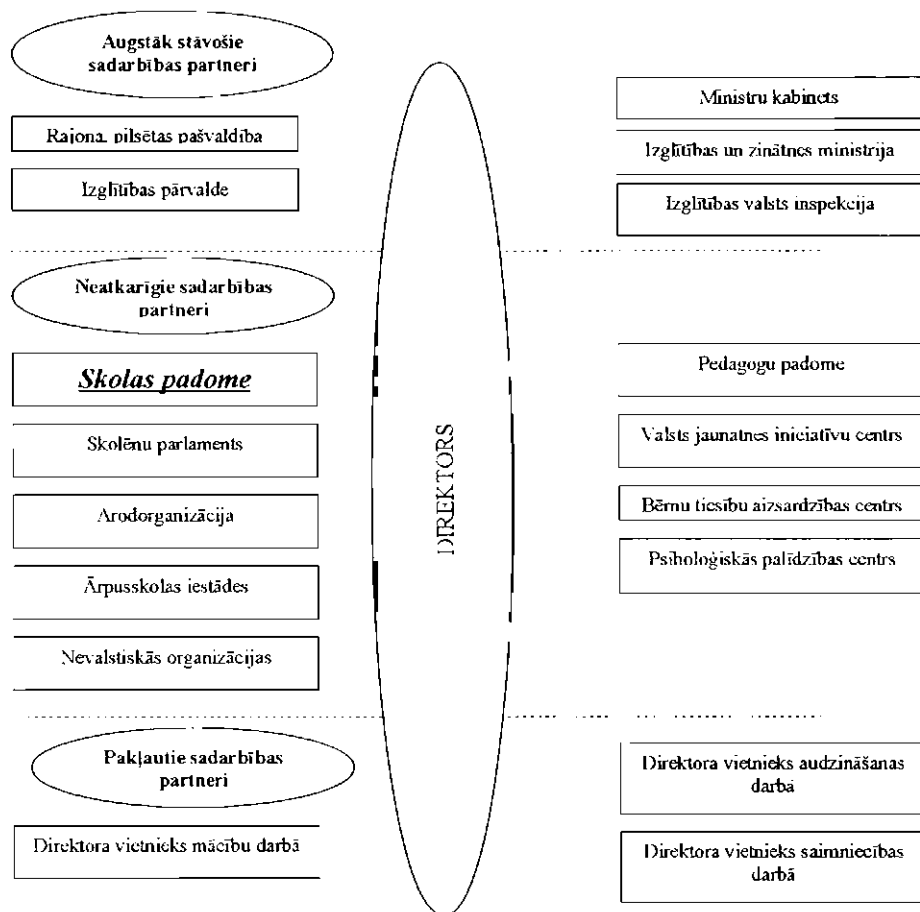 Augstāk stāvošie
sadarbības partneri
Rajona, pilsētas pašvaldība
Izglītības pārvalde
Ministru kabinets
Izglītības un zinātnes ministrija
Izglītības valsts inspekcija
Neatkarīgie sadarbības
partneri
Skolas padome
Skolēnu parlaments
Arodorganizācija
Ārpusskolas iestādes
Nevalstiskās organizācijas
DIREKTORS
Pedagogu padome
Valsts jaunatnes iniciatīvu centrs
Bērnu tiesību aizsardzības centrs
Psiholoģiskās palīdzības centrs
Pakļautie sadarbības
partneri
Direktora vietnieks mācību darbā
Direktora vietnieks audzināšanas
darbā
Direktora vietnieks saimniecības
darbā